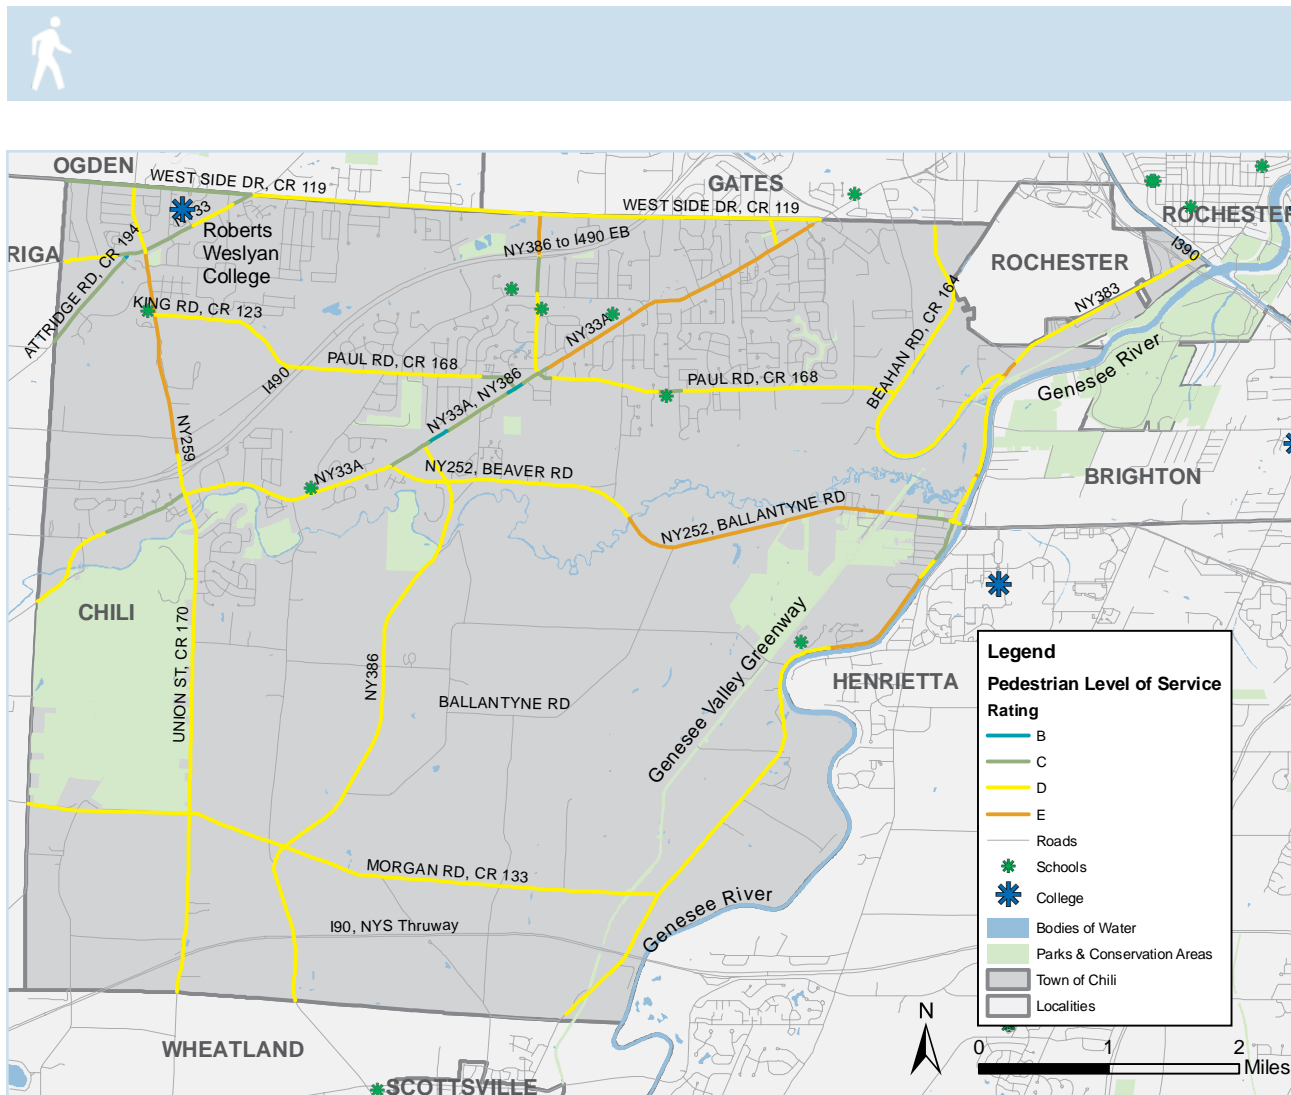 OGDEN
WEST SIDE DR, CR 119
GATES
WEST SIDE DR, CR 119
ROCHESTER
NY33
Roberts
Weslyan
College
RIGA
ATTRIDGE RD, CR 194
NY386 to I490 EB
I390
ROCHESTER
NY383
KING RD, CR 123
NY33A
BEAHAN RD, CR 164
Genesee River
PAUL RD, CR 168
I490
NY33A, NY386
PAUL RD, CR 168
NY259
NY33A
NY252, BEAVER RD
BRIGHTON
NY252, BALLANTYNE RD
CHILI
UNION ST, CR 170
NY386
BALLANTYNE RD
Genesee Valley Greenway
HENRIETTA
MORGAN RD, CR 133
I90, NYS Thruway
Genesee River
WHEATLAND
SCOTTSVILLE
Legend
Pedestrian Level of Service
Rating
B
C
D
E
Roads
Schools
College
Bodies of Water
Parks & Conservation Areas
Town of Chili
Localities
N
0 1 2
Miles